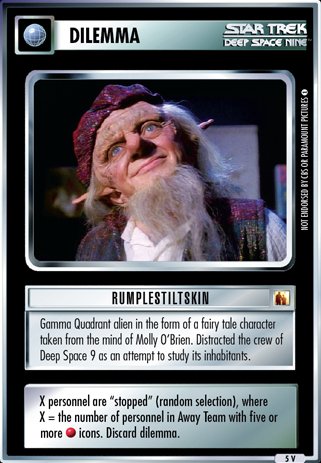 DILEMMA
STAR TREK
DEEP SPACE NINE
NOT ENDORSED BY CBS OR PARAMOUNT PICTURES
RUMPLESTILTSKIN
Gamma Quadrant alien in the form of a fairy tale character
taken from the mind of Molly O'Brien. Distracted the crew of
Deep Space 9 as an attempt to study its inhabitants.
X personnel are "stopped" (random selection), where
X = the number of personnel in Away Team with five or
more icons. Discard dilemma.
5 V